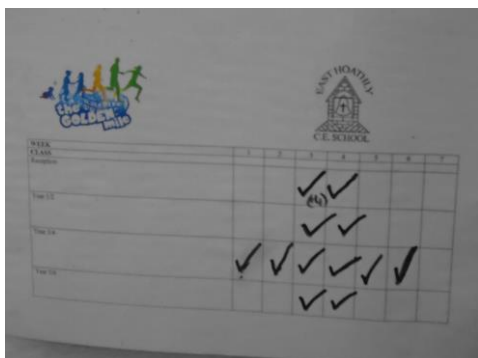 the
GOLDEN
mile
EAST HOATHLY
C.E. SCHOOL
WEEK 1 2 3 4 5 6 7
CLASS
Reception
Year 1/2
Year 3/4
Year 5/6